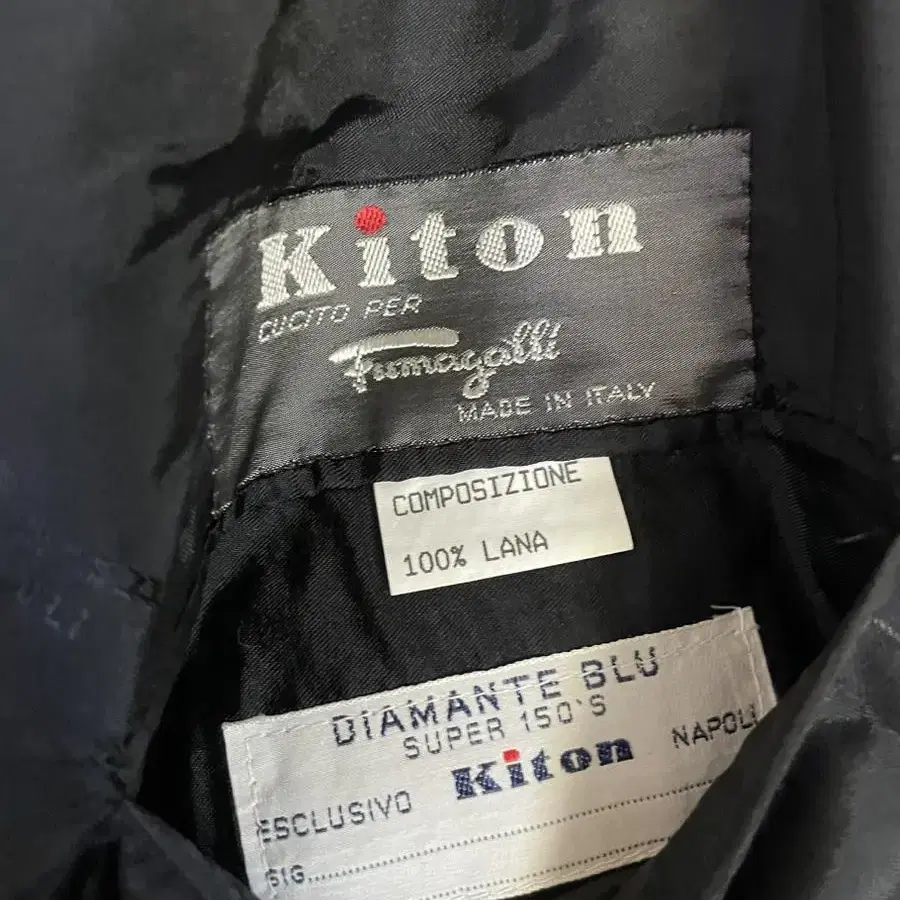 Kiton
CUCITO PER
Fumagalli
MADE IN ITALY
COMPOSIZIONE
100% LANA
DIAMANTE BLU
SUPER 150'S
ESCLUSIVO Kiton NAPOLI
SIG.